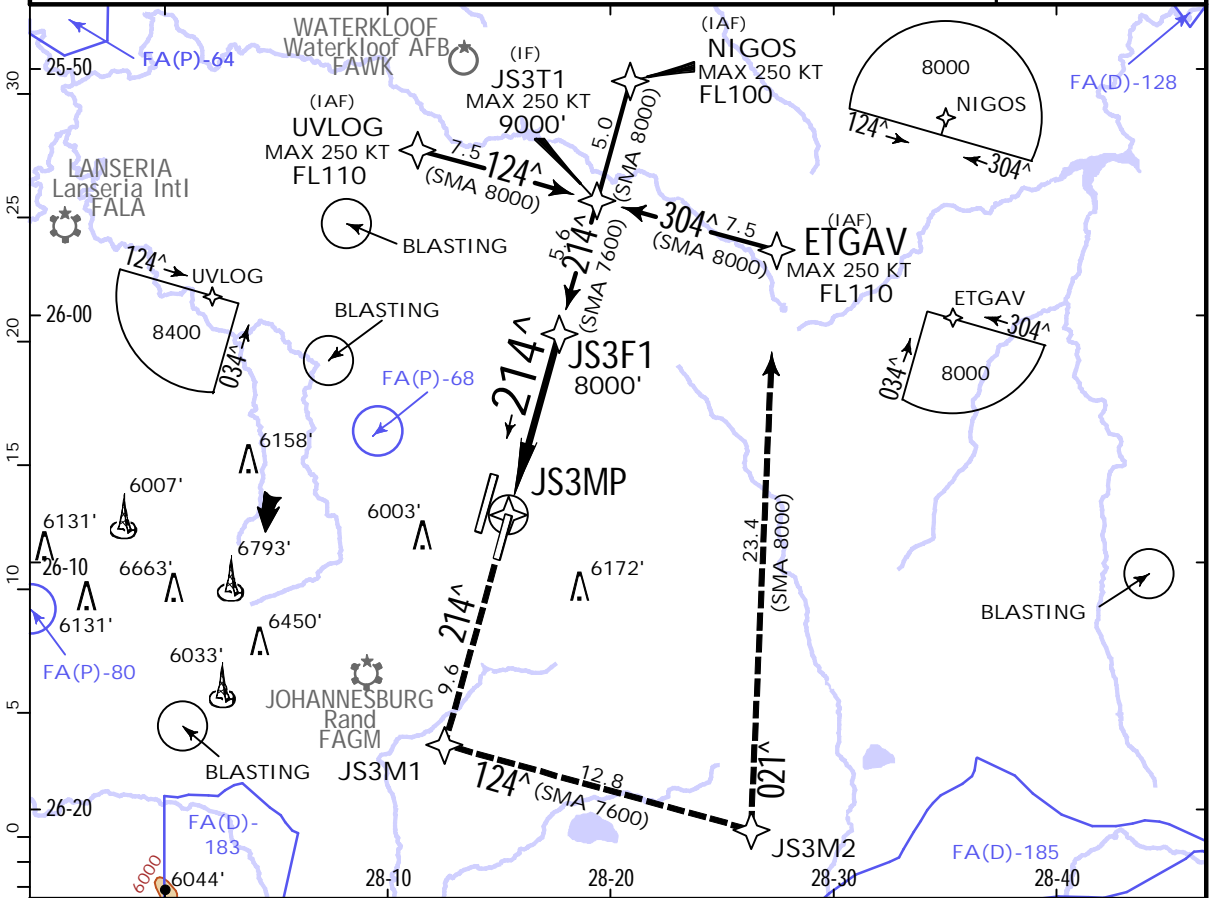 WATERKLOOF
Waterkloof AFB
FAWK
(IF)
JS3T1
MAX 250 KT
9000'
(IAF)
NIGOS
MAX 250 KT
FL100
FA(P)-64
25-50
30
8000
NIGOS
124^
304^
FA(D)-128
(IAF)
UVLOG
MAX 250 KT
FL110
7.5
124^
(SMA 8000)
5.0
(SMA 8000)
LANSERIA
Lanseria Intl
FALA
25
BLASTING
5.6
214^
(SMA 7600)
304^
7.5
(SMA 8000)
(IAF)
ETGAV
MAX 250 KT
FL110
124^
UVLOG
8400
034^
BLASTING
26-00
20
ETGAV
304^
8000
034^
214^
JS3F1
8000'
FA(P)-68
15
6158'
6007'
6131'
6003'
JS3MP
26-10
10
6663'
6793'
6172'
6131'
6450'
FA(P)-80
6033'
214^
9.6
23.4
(SMA 8000)
BLASTING
JOHANNESBURG
Rand
FAGM
5
BLASTING
JS3M1
124^
12.8
(SMA 7600)
021^
26-20
0
FA(D)-
183
JS3M2
FA(D)-185
6000
6044'
28-10
28-20
28-30
28-40